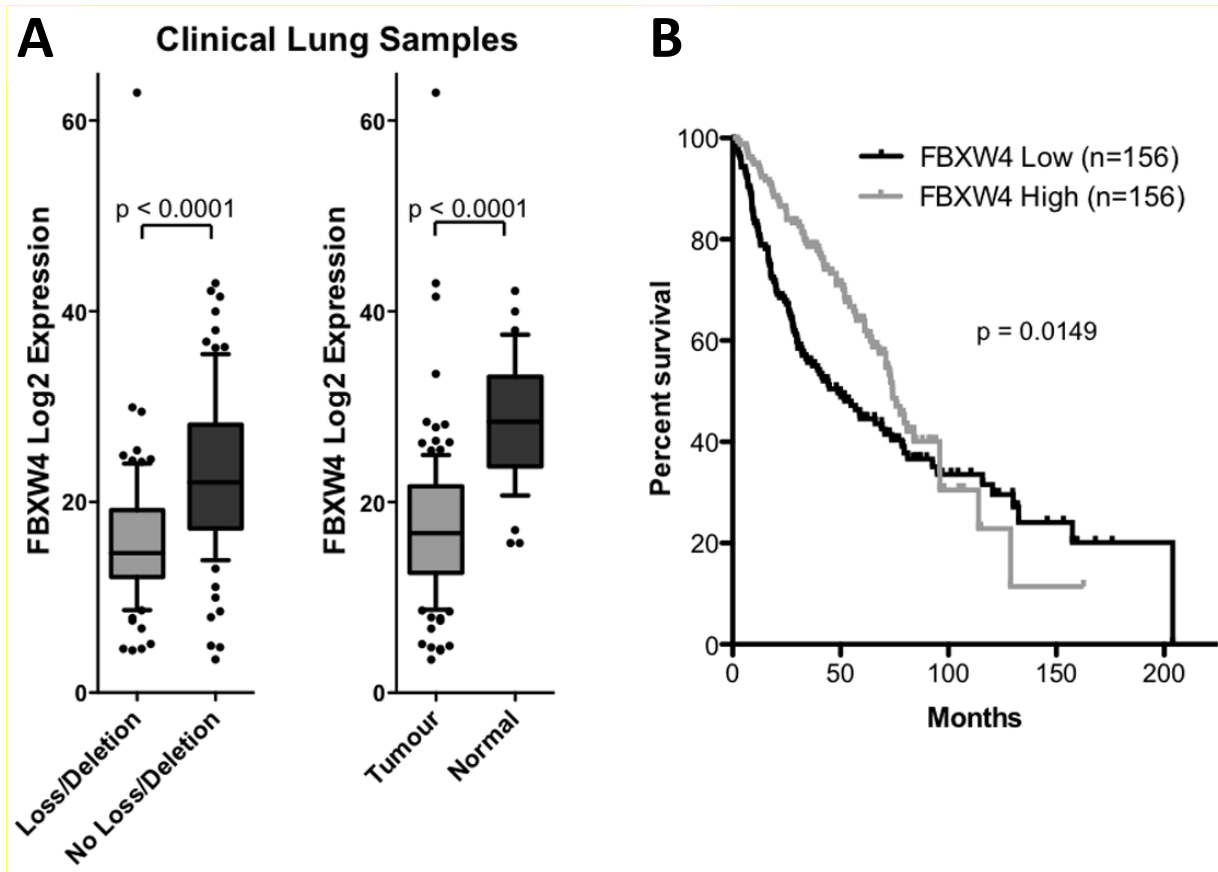 A
Clinical Lung Samples
FBXW4 Log2 Expression
60
40
20
0
p < 0.0001
Loss/Deletion
No Loss/Deletion
FBXW4 Log2 Expression
60
40
20
0
p < 0.0001
Tumour
Normal
B
Percent survival
100
80
60
40
20
0
FBXW4 Low (n=156)
FBXW4 High (n=156)
p = 0.0149
0 50 100 150 200
Months